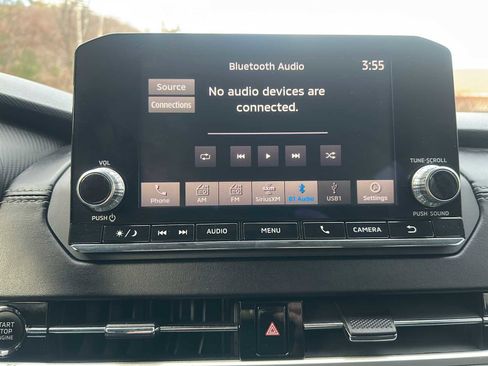 Bluetooth Audio
3:55
Source
Connections
No audio devices are
connected.
VOL
TUNE·SCROLL
Phone
AM
FM
SiriusXM
BT Audio
USB1
Settings
PUSH
PUSH SOUND
AUDIO
MENU
CAMERA
START
STOP
ENGINE